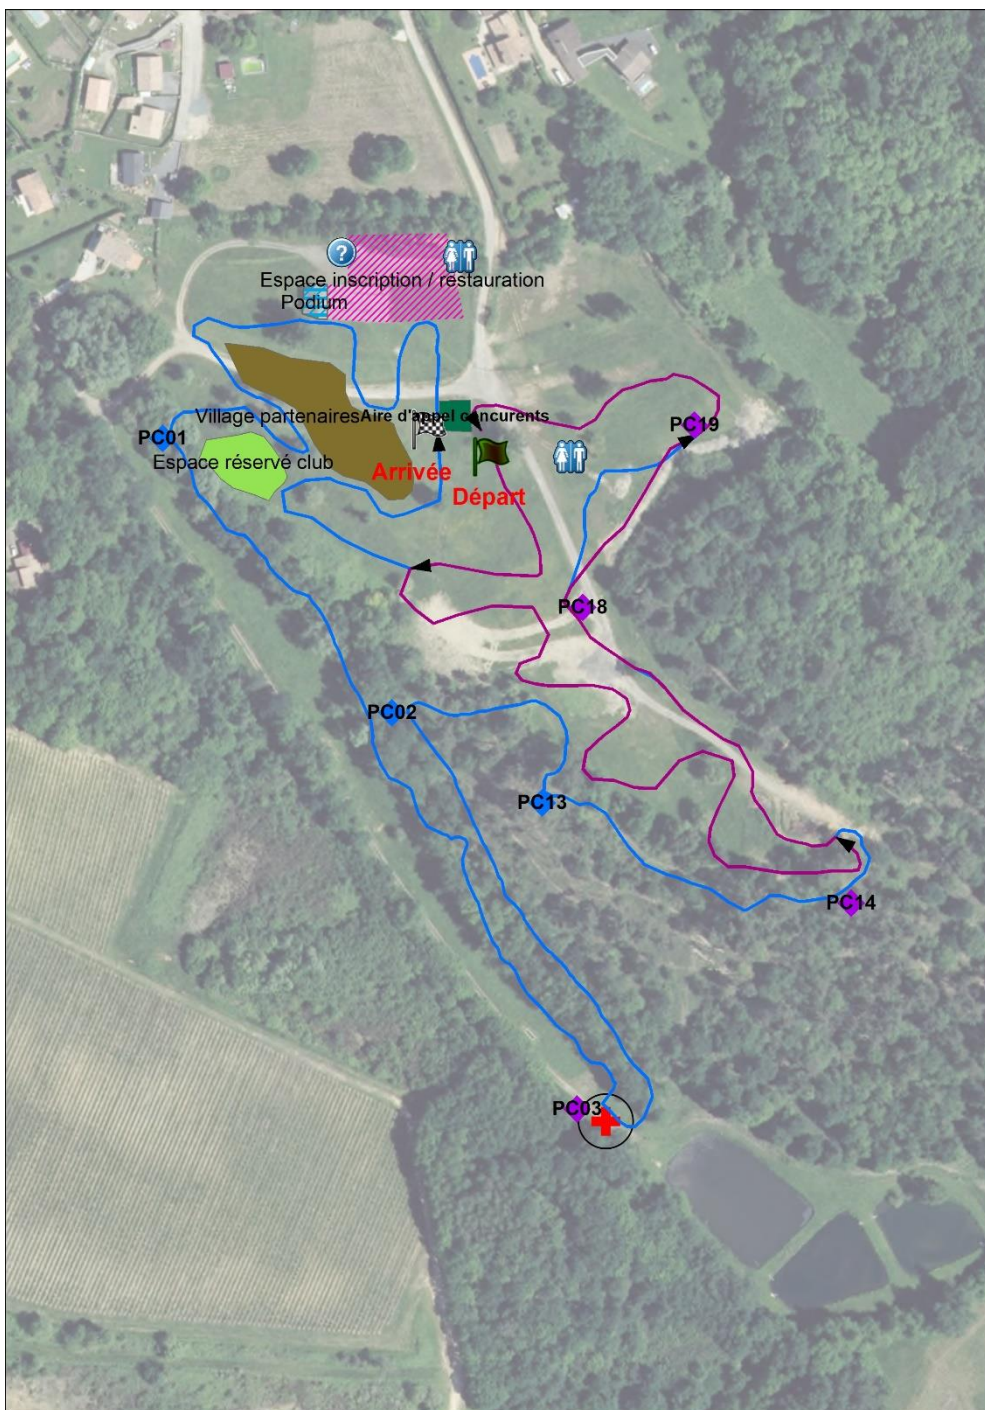 ?
Espace inscription / restauration
Podium
Village partenaires
Aire d'appel concurents
PC19
PC01
Espace réservé club
Arrivée
Départ
PC18
PC02
PC13
PC14
PC03